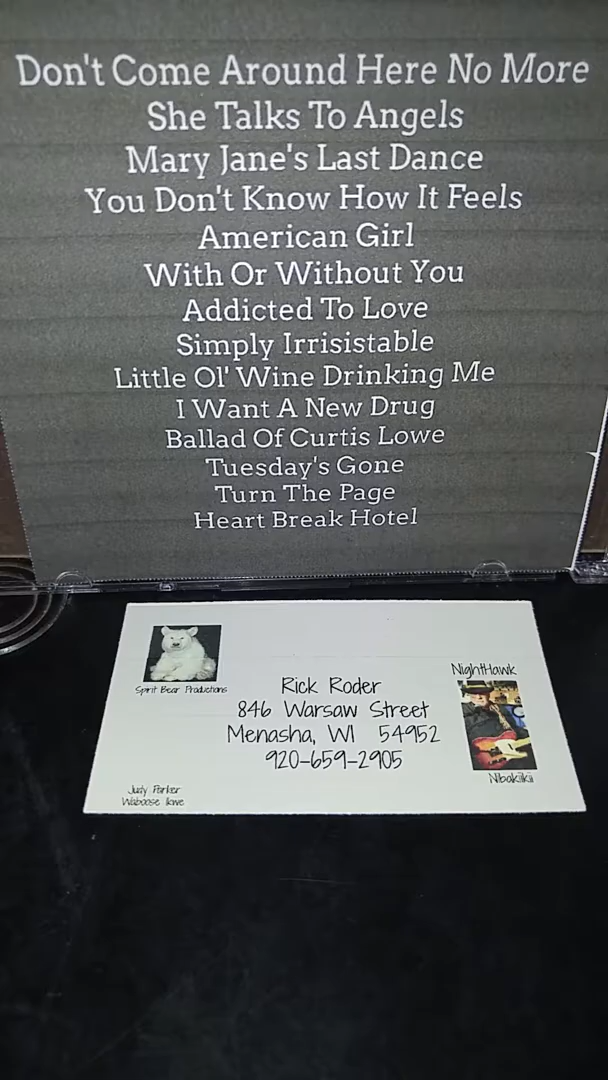 Don't Come Around Here No More
She Talks To Angels
Mary Jane's Last Dance
You Don't Know How It Feels
American Girl
With Or Without You
Addicted To Love
Simply Irrisistable
Little Ol' Wine Drinking Me
I Want A New Drug
Ballad Of Curtis Lowe
Tuesday's Gone
Turn The Page
Heart Break Hotel
Spirit Bear Productions
Rick Roder
846 Warsaw Street
Menasha, WI 54952
920-659-2905
NightHawk
Nibakiikii
Judy Parker
Waboose